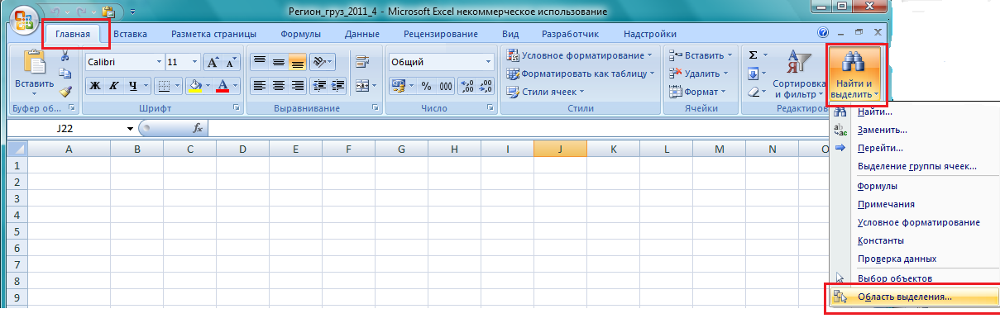 Регион_груз_2011_4 - Microsoft Excel некоммерческое использование
Главная Вставка Разметка страницы Формулы Данные Рецензирование Вид Разработчик Надстройки
Вставить
Буфер об...
Calibri 11
Ж К Ч А
Шрифт
Выравнивание
Общий
% 000 ,00
Число
Условное форматирование
Форматировать как таблицу
Стили ячеек
Стили
Вставить
Удалить
Формат
Ячейки
Σ
Сортировка и фильтр
Найти и выделить
Редактиров
J22 fx
A B C D E F G H I J K L M N O
1
2
3
4
5
6
7
8
9
Найти...
Заменить...
Перейти...
Выделение группы ячеек...
Формулы
Примечания
Условное форматирование
Константы
Проверка данных
Выбор объектов
Область выделения...